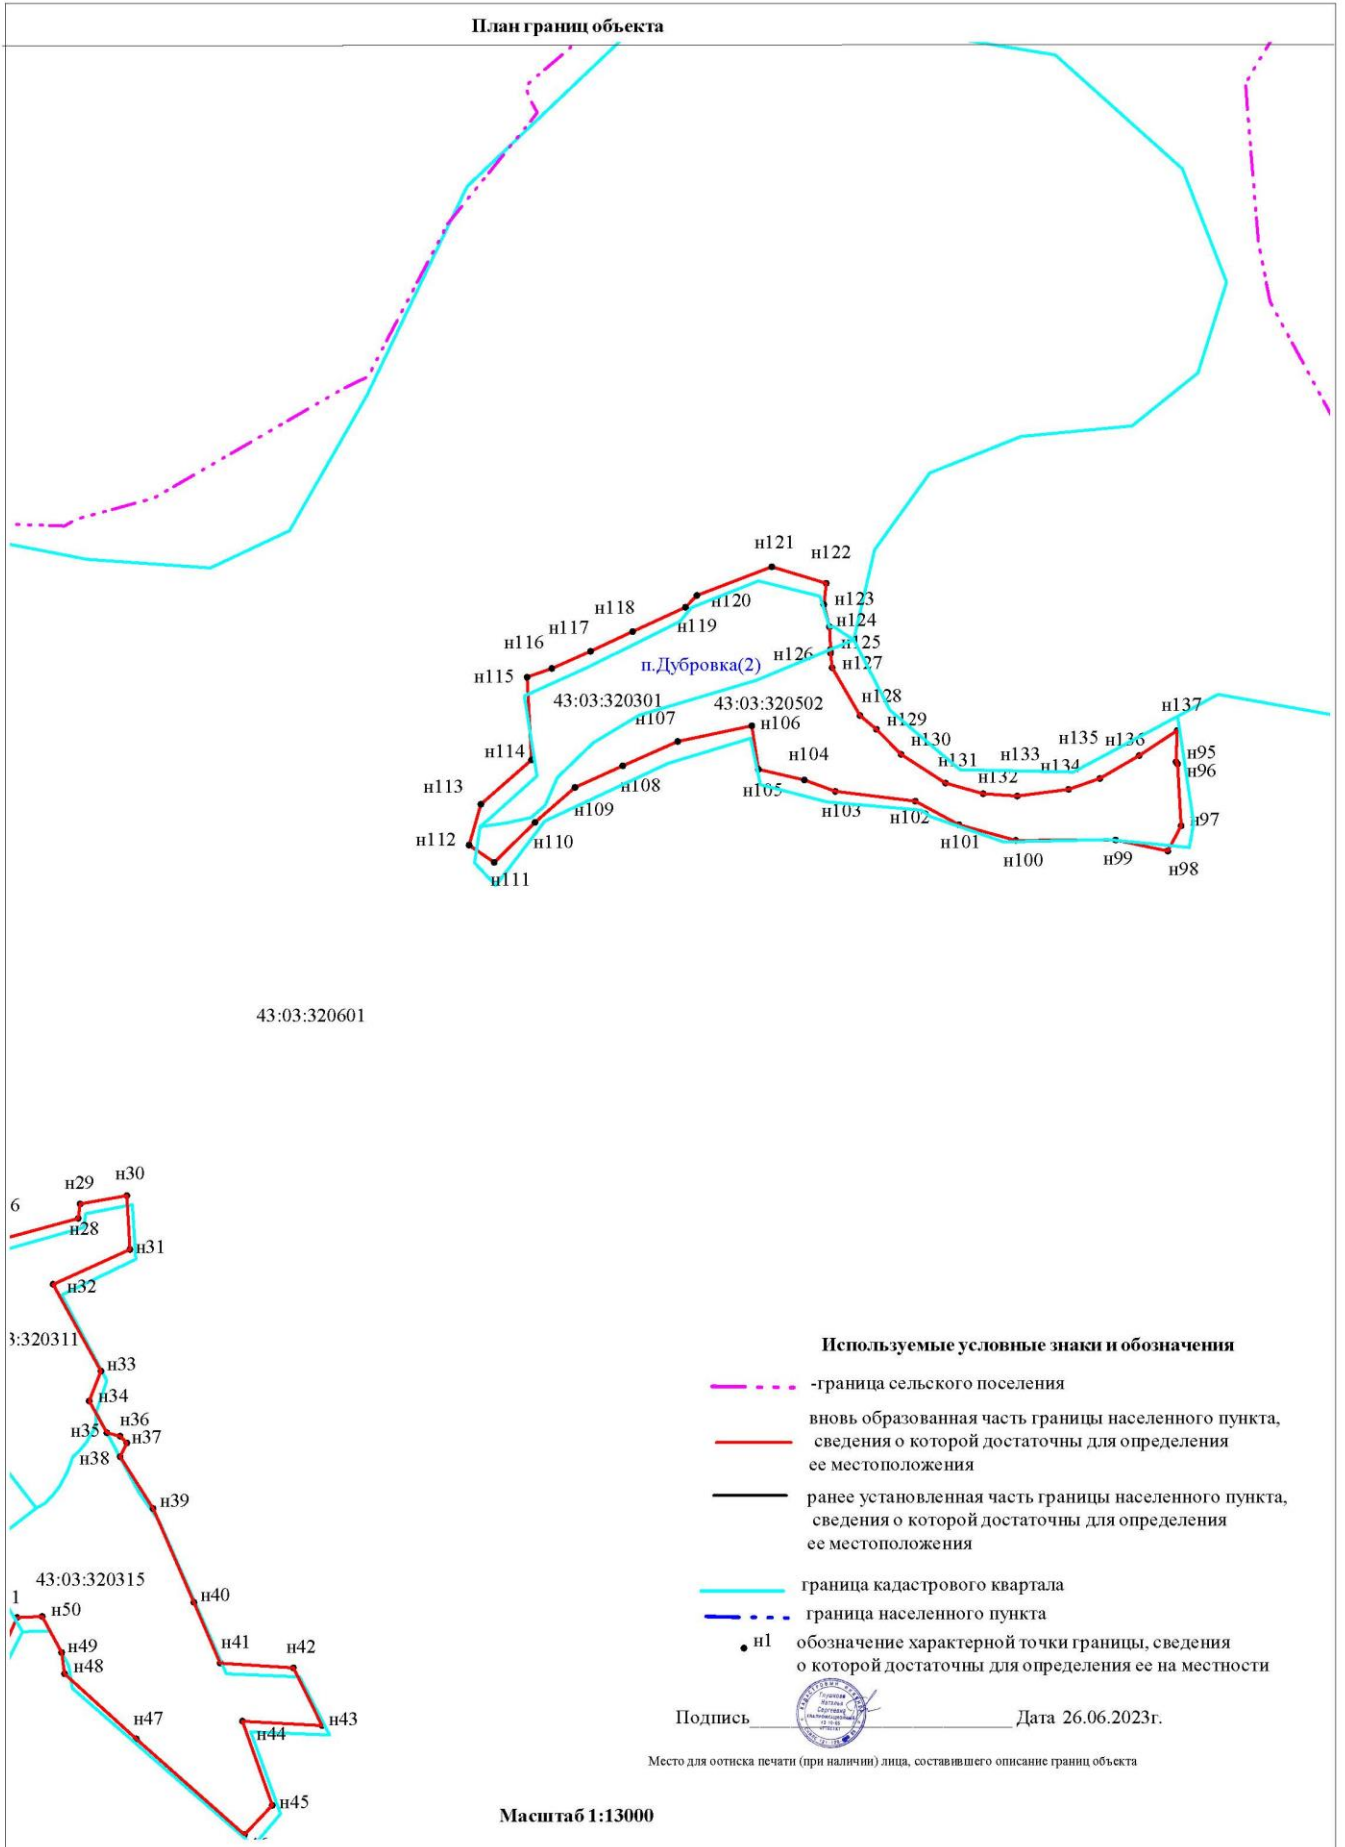 План границ объекта
н121
н122
н123
н120
н118
н119
н124
н117
н125
н116
н126
п.Дубровка(2)
н127
н115
43:03:320301
43:03:320502
н128
н137
н107
н106
н129
н130
н136
н95
н114
н135
н133
н96
н104
н131
н134
н132
н113
н108
н105
н103
н109
н102
н97
н112
н110
н101
н100
н99
н98
н111
43:03:320601
н30
н29
6
н28
н31
н32
3:320311
н33
н34
н36
н35
н37
н38
н39
43:03:320315
н40
1
н50
н49
н41
н42
н48
н47
н44
н43
н45
Используемые условные знаки и обозначения
-граница сельского поселения
вновь образованная часть границы населенного пункта,
сведения о которой достаточны для определения
ее местоположения
ранее установленная часть границы населенного пункта,
сведения о которой достаточны для определения
ее местоположения
граница кадастрового квартала
граница населенного пункта
н1 обозначение характерной точки границы, сведения
о которой достаточны для определения ее на местности
Подпись Дата 26.06.2023г.
Место для оотиска печати (при наличии) лица, составившего описание границ объекта
Масштаб 1:13000